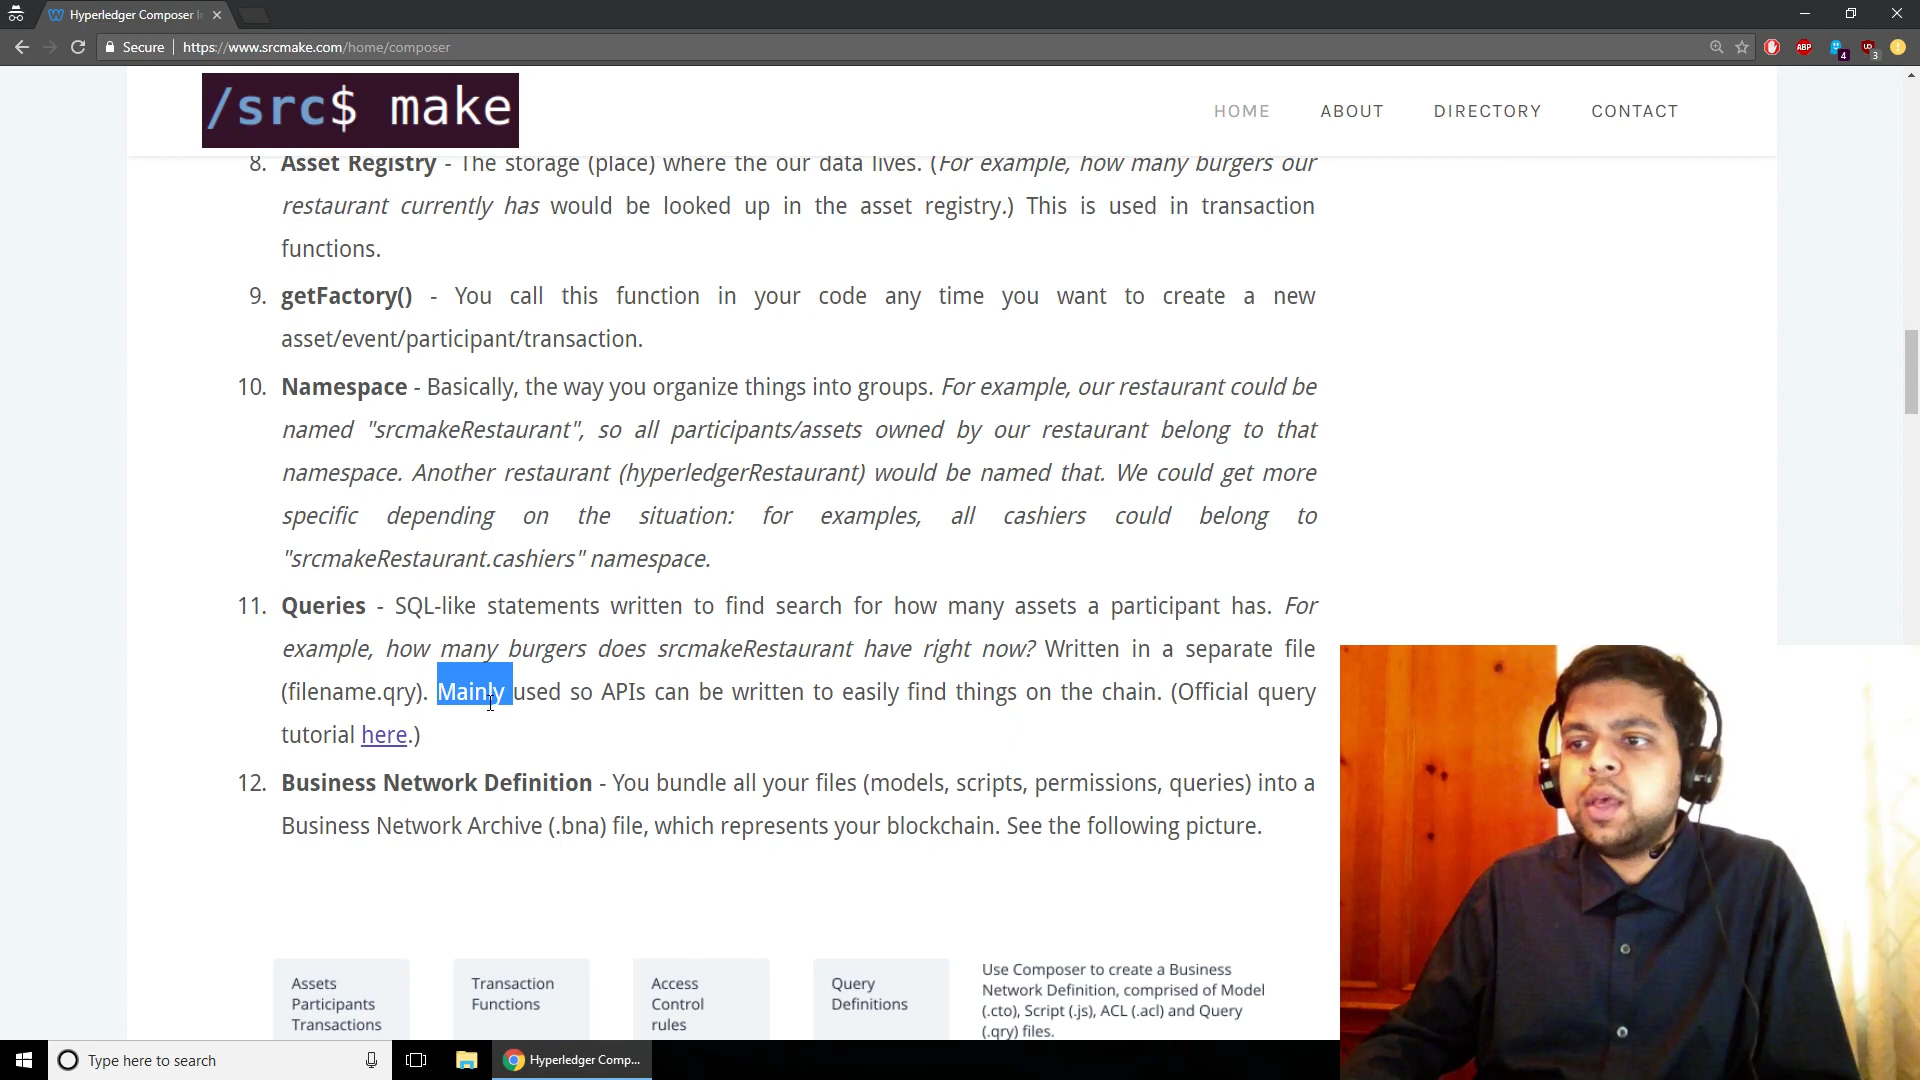 Hyperledger Composer I
Secure
https://www.srcmake.com/home/composer
ABP
4
3
/src$ make
HOME
ABOUT
DIRECTORY
CONTACT
8. Asset Registry - The storage (place) where the our data lives. (For example, how many burgers our
restaurant currently has would be looked up in the asset registry.) This is used in transaction
functions.
9. getFactory() - You call this function in your code any time you want to create a new
asset/event/participant/transaction.
10. Namespace - Basically, the way you organize things into groups. For example, our restaurant could be
named "srcmakeRestaurant", so all participants/assets owned by our restaurant belong to that
namespace. Another restaurant (hyperledgerRestaurant) would be named that. We could get more
specific depending on the situation: for examples, all cashiers could belong to
"srcmakeRestaurant.cashiers" namespace.
11. Queries - SQL-like statements written to find search for how many assets a participant has. For
example, how many burgers does srcmakeRestaurant have right now? Written in a separate file
(filename.qry). Mainly used so APIs can be written to easily find things on the chain. (Official query
tutorial here.)
12. Business Network Definition - You bundle all your files (models, scripts, permissions, queries) into a
Business Network Archive (.bna) file, which represents your blockchain. See the following picture.
Assets
Participants
Transactions
Transaction
Functions
Access
Control
rules
Query
Definitions
Use Composer to create a Business
Network Definition, comprised of Model
(.cto), Script (.js), ACL (.acl) and Query
(.qry) files.
Type here to search
Hyperledger Comp...